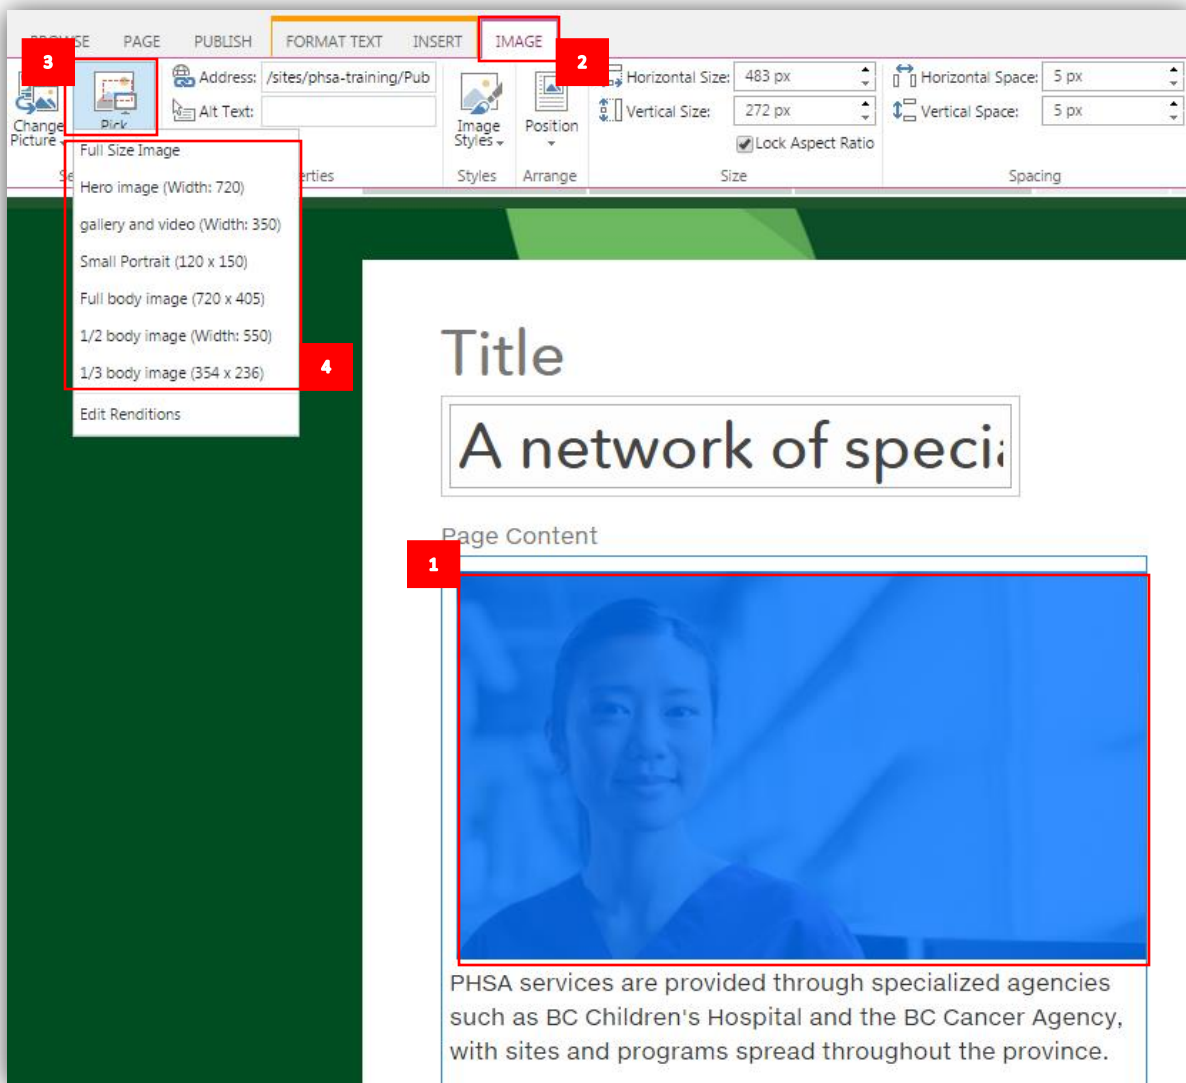 BROWSE PAGE PUBLISH FORMAT TEXT INSERT IMAGE
3
2
Address: /sites/phsa-training/Pub
Horizontal Size: 483 px
Horizontal Space: 5 px
Alt Text:
Vertical Size: 272 px
Vertical Space: 5 px
Change Picture
Pick
Image Styles
Position
Lock Aspect Ratio
Styles
Arrange
Size
Spacing
Full Size Image
Hero image (Width: 720)
gallery and video (Width: 350)
Small Portrait (120 x 150)
Full body image (720 x 405)
1/2 body image (Width: 550)
1/3 body image (354 x 236)
4
Edit Renditions
Title
A network of specia
Page Content
1
PHSA services are provided through specialized agencies
such as BC Children's Hospital and the BC Cancer Agency,
with sites and programs spread throughout the province.